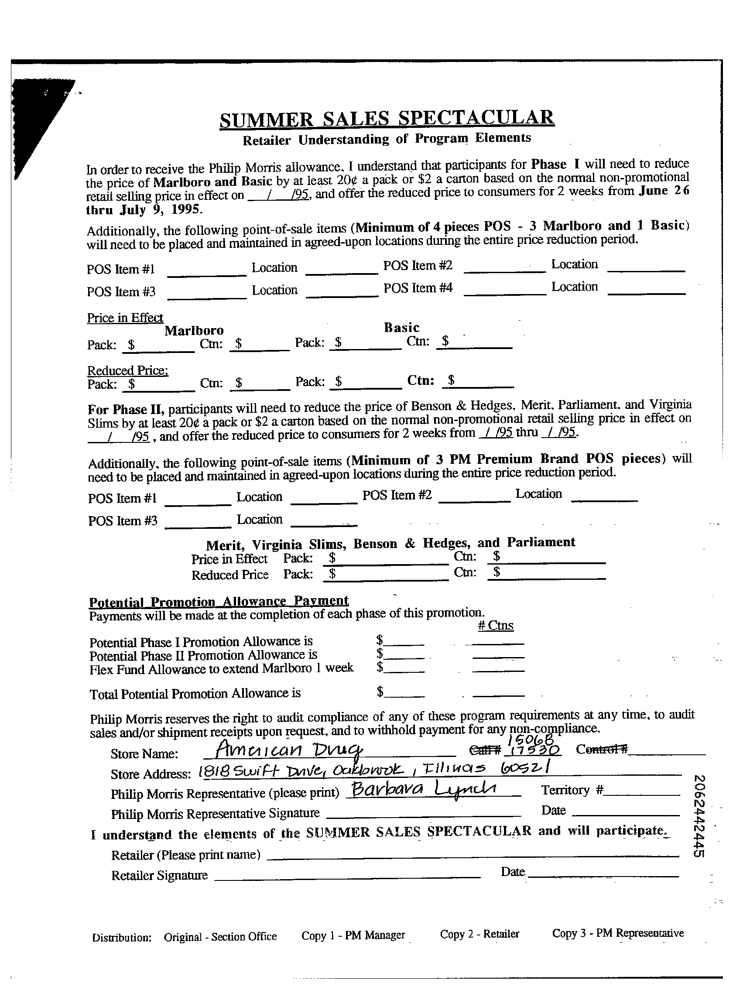 SUMMER SALES SPECTACULAR
Retailer Understanding of Program Elements
In order to receive the Philip Morris allowance, I understand that participants for Phase I will need to reduce
the price of Marlboro and Basic by at least 20¢ a pack or $2 a carton based on the normal non-promotional
retail selling price in effect on __/__/95, and offer the reduced price to consumers for 2 weeks from June 26
thru July 9, 1995.
Additionally, the following point-of-sale items (Minimum of 4 pieces POS - 3 Marlboro and 1 Basic)
will need to be placed and maintained in agreed-upon locations during the entire price reduction period.
POS Item #1 ________ Location ________ POS Item #2 ________ Location ________
POS Item #3 ________ Location ________ POS Item #4 ________ Location ________
Price in Effect
Marlboro Basic
Pack: $ ________ Ctn: $ ________ Pack: $ ________ Ctn: $ ________
Reduced Price:
Pack: $ ________ Ctn: $ ________ Pack: $ ________ Ctn: $ ________
For Phase II, participants will need to reduce the price of Benson & Hedges, Merit, Parliament, and Virginia
Slims by at least 20¢ a pack or $2 a carton based on the normal non-promotional retail selling price in effect on
__/__/95 , and offer the reduced price to consumers for 2 weeks from _/_/95 thru _/_/95.
Additionally, the following point-of-sale items (Minimum of 3 PM Premium Brand POS pieces) will
need to be placed and maintained in agreed-upon locations during the entire price reduction period.
POS Item #1 ________ Location ________ POS Item #2 ________ Location ________
POS Item #3 ________ Location ________
Merit, Virginia Slims, Benson & Hedges, and Parliament
Price in Effect Pack: $ ________ Ctn: $ ________
Reduced Price Pack: $ ________ Ctn: $ ________
Potential Promotion Allowance Payment
Payments will be made at the completion of each phase of this promotion.
# Ctns
Potential Phase I Promotion Allowance is $______ ______
Potential Phase II Promotion Allowance is $______ ______
Flex Fund Allowance to extend Marlboro 1 week $______ ______
Total Potential Promotion Allowance is $______ ______
Philip Morris reserves the right to audit compliance of any of these program requirements at any time, to audit
sales and/or shipment receipts upon request, and to withhold payment for any non-compliance.
15068
Store Name: American Drug Call# 17530 Control# ________
Store Address: 1818 Swift Drive, Oakbrook, Illinois 60521
Philip Morris Representative (please print) Barbara Lynch Territory # ________
Philip Morris Representative Signature ________ Date ________
I understand the elements of the SUMMER SALES SPECTACULAR and will participate.
Retailer (Please print name) ________
Retailer Signature ________ Date ________
2062442445
Distribution: Original - Section Office Copy 1 - PM Manager Copy 2 - Retailer Copy 3 - PM Representative